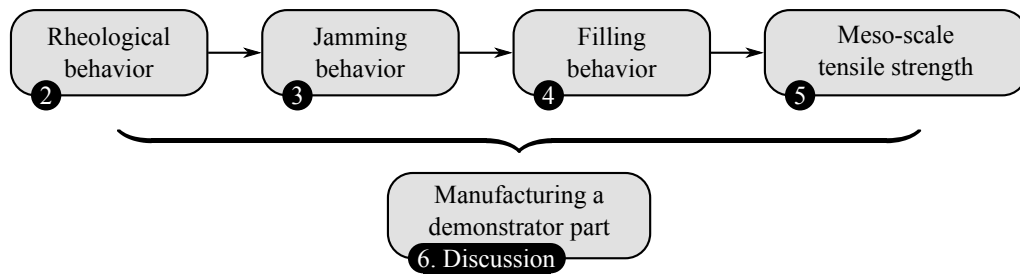 Rheological
behavior
2
Jamming
behavior
3
Filling
behavior
4
Meso-scale
tensile strength
5
Manufacturing a
demonstrator part
6. Discussion